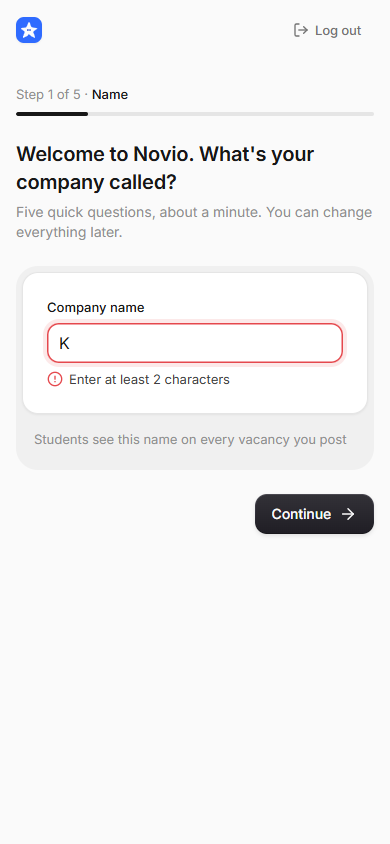 Log out
Step 1 of 5 · Name
Welcome to Novio. What's your
company called?
Five quick questions, about a minute. You can change
everything later.
Company name
K
Enter at least 2 characters
Students see this name on every vacancy you post
Continue